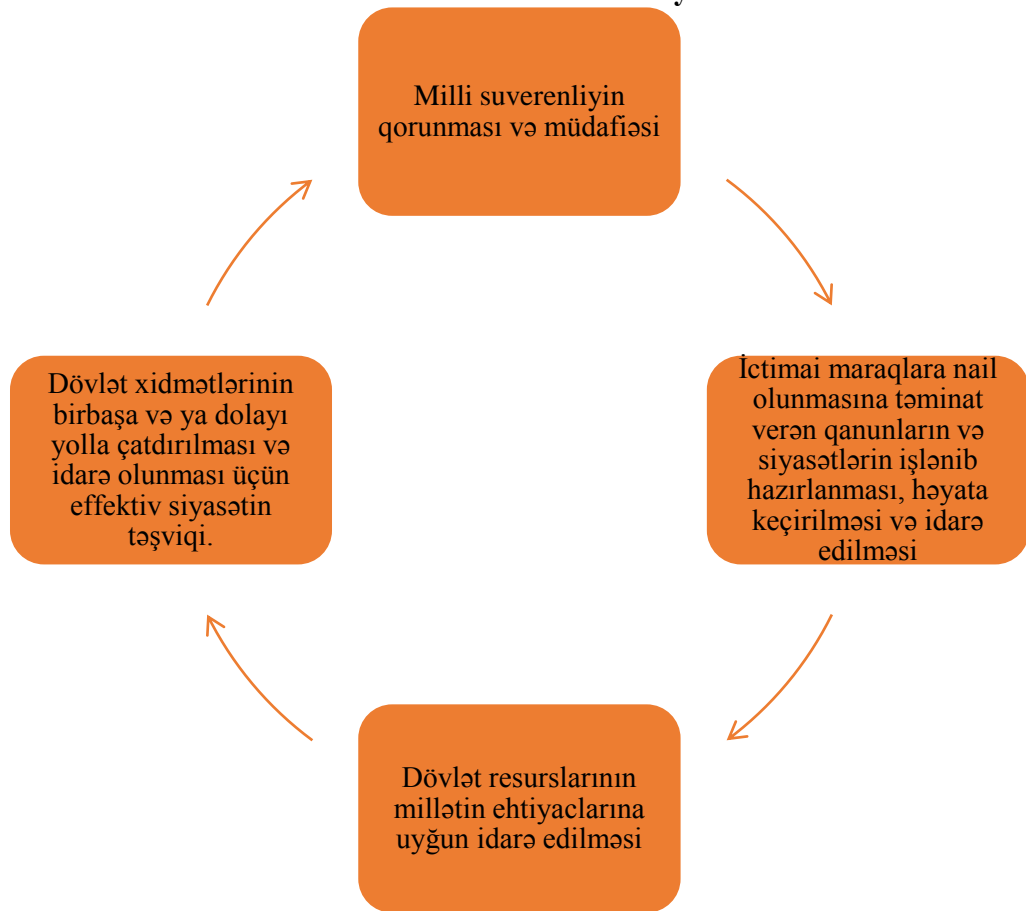 Milli suverenliyin
qorunması və müdafiəsi
İctimai maraqlara nail
olunmasına təminat
verən qanunların və
siyasətlərin işlənib
hazırlanması, həyata
keçirilməsi və idarə
edilməsi
Dövlət resurslarının
millətin ehtiyaclarına
uyğun idarə edilməsi
Dövlət xidmətlərinin
birbaşa və ya dolayı
yolla çatdırılması və
idarə olunması üçün
effektiv siyasətin
təşviqi.